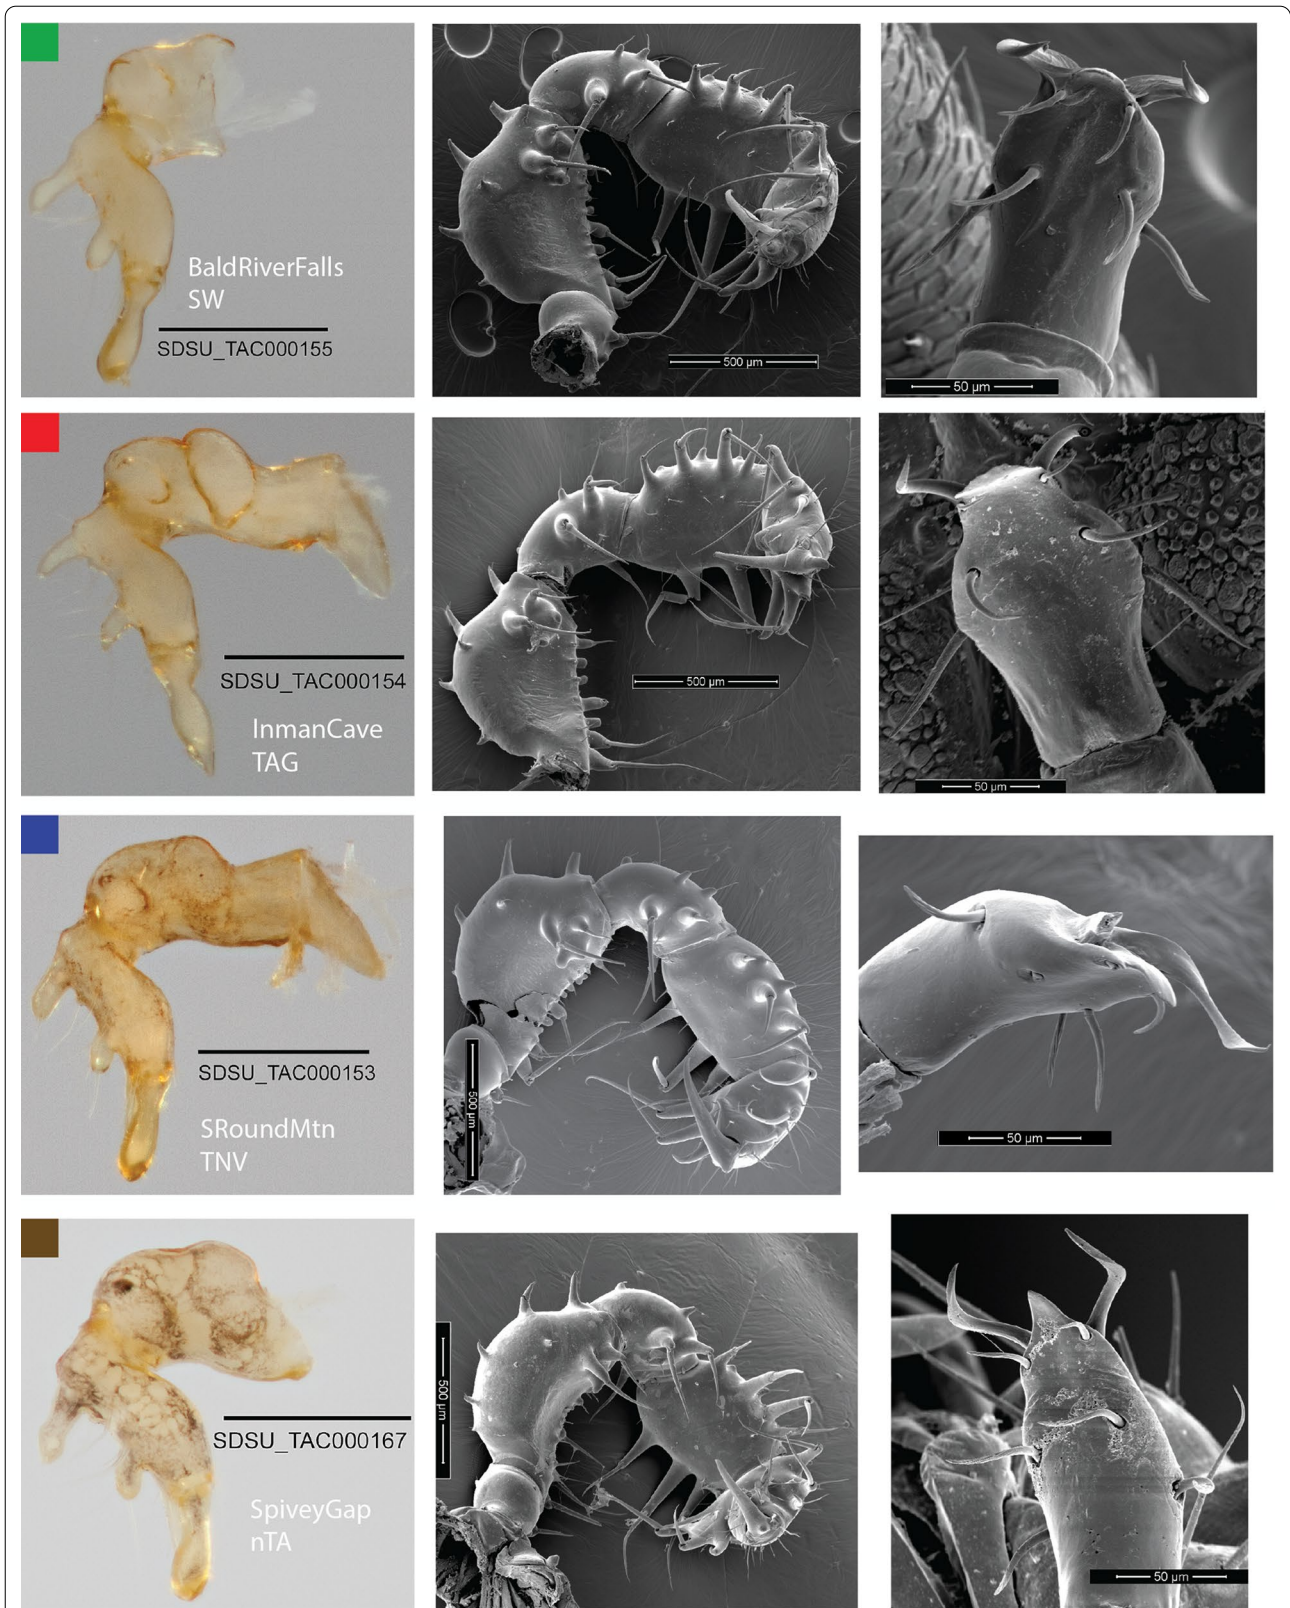 BaldRiverFalls
SW
SDSU_TAC000155
500 µm
50 µm
InmanCave
TAG
SDSU_TAC000154
500 µm
50 µm
SDSU_TAC000153
SRoundMtn
TNV
500 µm
50 µm
SDSU_TAC000167
SpiveyGap
nTA
500 µm
50 µm